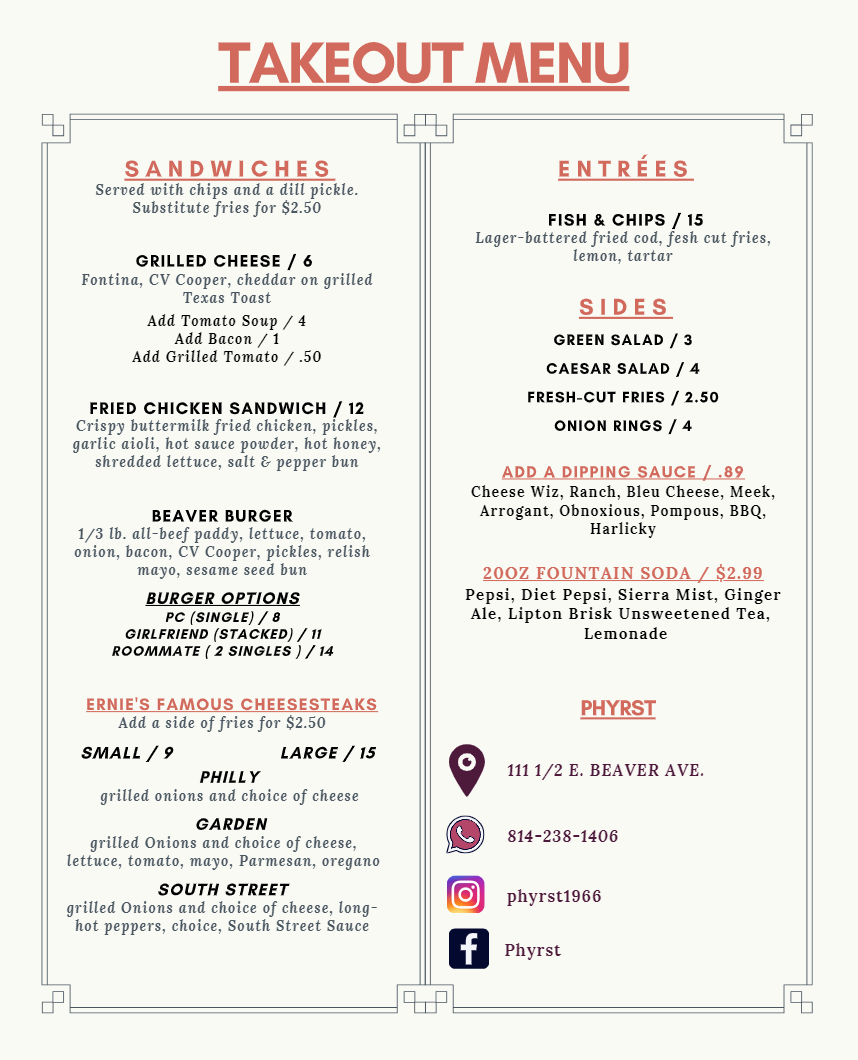 TAKEOUT MENU
SANDWICHES
Served with chips and a dill pickle.
Substitute fries for $2.50
GRILLED CHEESE / 6
Fontina, CV Cooper, cheddar on grilled
Texas Toast
Add Tomato Soup / 4
Add Bacon / 1
Add Grilled Tomato / .50
FRIED CHICKEN SANDWICH / 12
Crispy buttermilk fried chicken, pickles,
garlic aioli, hot sauce powder, hot honey,
shredded lettuce, salt & pepper bun
BEAVER BURGER
1/3 lb. all-beef paddy, lettuce, tomato,
onion, bacon, CV Cooper, pickles, relish
mayo, sesame seed bun
BURGER OPTIONS
PC (SINGLE) / 8
GIRLFRIEND (STACKED) / 11
ROOMMATE ( 2 SINGLES ) / 14
ERNIE'S FAMOUS CHEESESTEAKS
Add a side of fries for $2.50
SMALL / 9 LARGE / 15
PHILLY
grilled onions and choice of cheese
GARDEN
grilled Onions and choice of cheese,
lettuce, tomato, mayo, Parmesan, oregano
SOUTH STREET
grilled Onions and choice of cheese, long-
hot peppers, choice, South Street Sauce
ENTRÉES
FISH & CHIPS / 15
Lager-battered fried cod, fesh cut fries,
lemon, tartar
SIDES
GREEN SALAD / 3
CAESAR SALAD / 4
FRESH-CUT FRIES / 2.50
ONION RINGS / 4
ADD A DIPPING SAUCE / .89
Cheese Wiz, Ranch, Bleu Cheese, Meek,
Arrogant, Obnoxious, Pompous, BBQ,
Harlicky
20OZ FOUNTAIN SODA / $2.99
Pepsi, Diet Pepsi, Sierra Mist, Ginger
Ale, Lipton Brisk Unsweetened Tea,
Lemonade
PHYRST
111 1/2 E. BEAVER AVE.
814-238-1406
phyrst1966
Phyrst